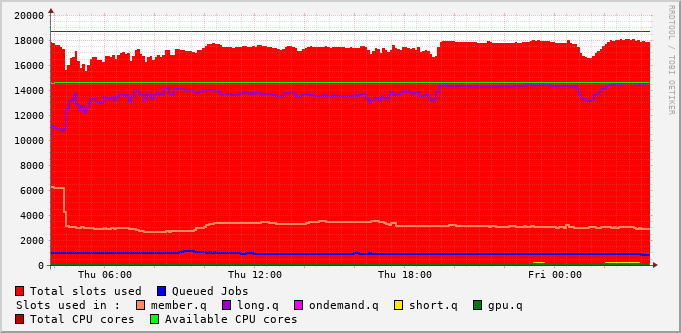 20000
18000
16000
14000
12000
10000
8000
6000
4000
2000
0
Thu 06:00 Thu 12:00 Thu 18:00 Fri 00:00
RRDTOOL / TOBI OETIKER
Total slots used Queued Jobs
Slots used in : member.q long.q ondemand.q short.q gpu.q
Total CPU cores Available CPU cores